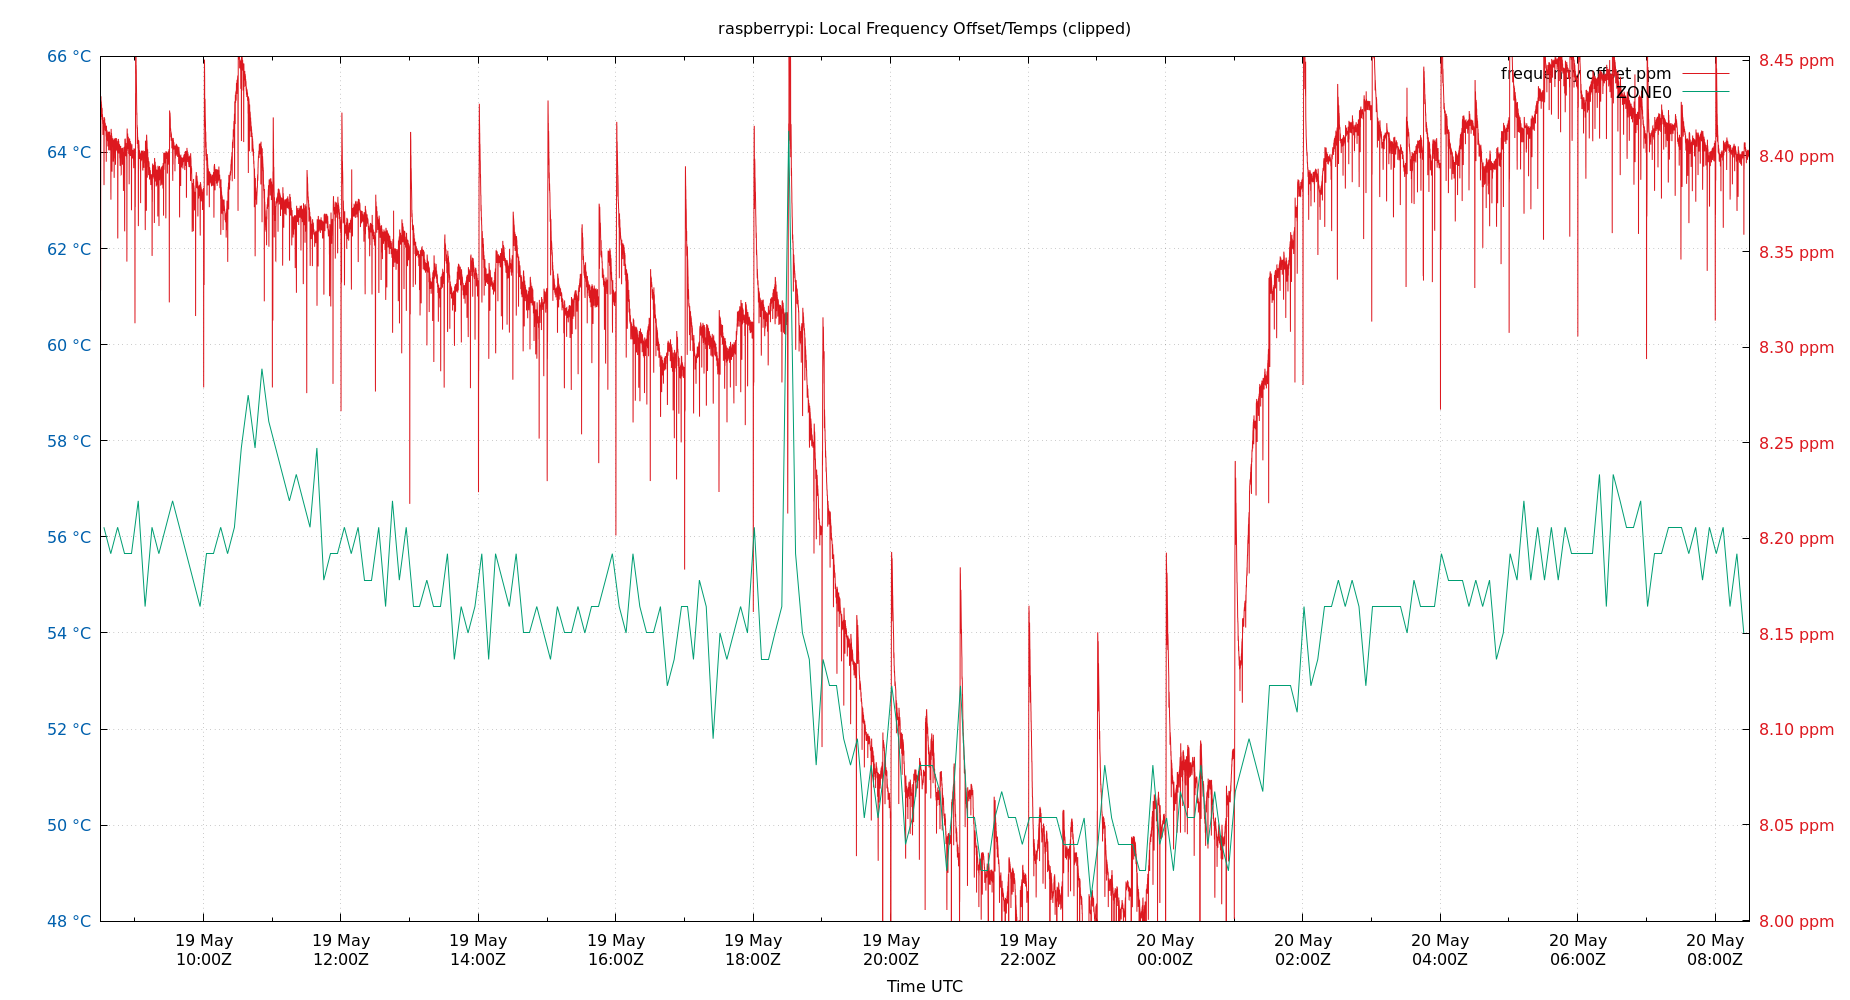 raspberrypi: Local Frequency Offset/Temps (clipped)
66 °C
64 °C
62 °C
60 °C
58 °C
56 °C
54 °C
52 °C
50 °C
48 °C
8.45 ppm
8.40 ppm
8.35 ppm
8.30 ppm
8.25 ppm
8.20 ppm
8.15 ppm
8.10 ppm
8.05 ppm
8.00 ppm
frequency offset ppm
ZONE0
19 May
10:00Z
19 May
12:00Z
19 May
14:00Z
19 May
16:00Z
19 May
18:00Z
19 May
20:00Z
19 May
22:00Z
20 May
00:00Z
20 May
02:00Z
20 May
04:00Z
20 May
06:00Z
20 May
08:00Z
Time UTC